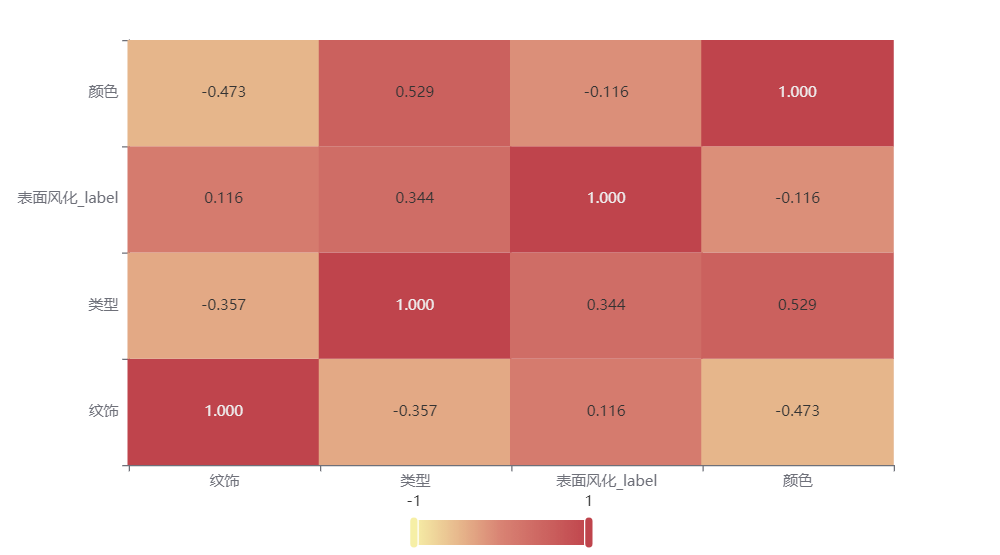 颜色 -0.473 0.529 -0.116 1.000
表面风化_label 0.116 0.344 1.000 -0.116
类型 -0.357 1.000 0.344 0.529
纹饰 1.000 -0.357 0.116 -0.473
纹饰 类型 表面风化_label 颜色
-1 1